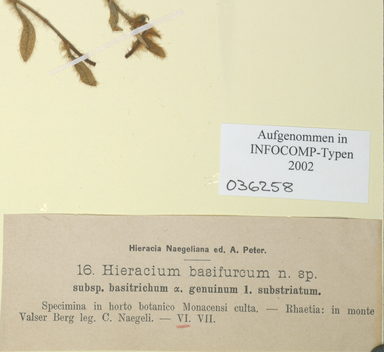 Aufgenommen in
INFOCOMP-Typen
2002
036258
Hieracia Naegeliana ed. A. Peter.
16. Hieracium basifurcum n. sp.
subsp. basitrichum α. genuinum 1. substriatum.
Specimina in horto botanico Monacensi culta. — Rhaetia: in monte
Valser Berg leg. C. Naegeli. — VI. VII.